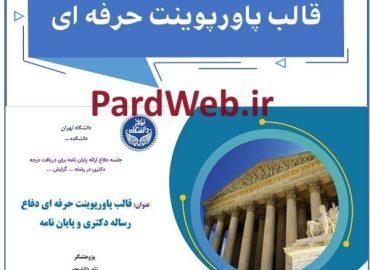 قالب پاورپوینت حرفه ای
PardWeb.ir
دانشگاه تهران
دانشکده ...
جلسه دفاع ارائه پایان نامه برای دریافت درجه
دکتری در رشته ... گرایش ...
عنوان: قالب پاورپوینت حرفه ای دفاع
رساله دکتری و پایان نامه
پژوهشگر